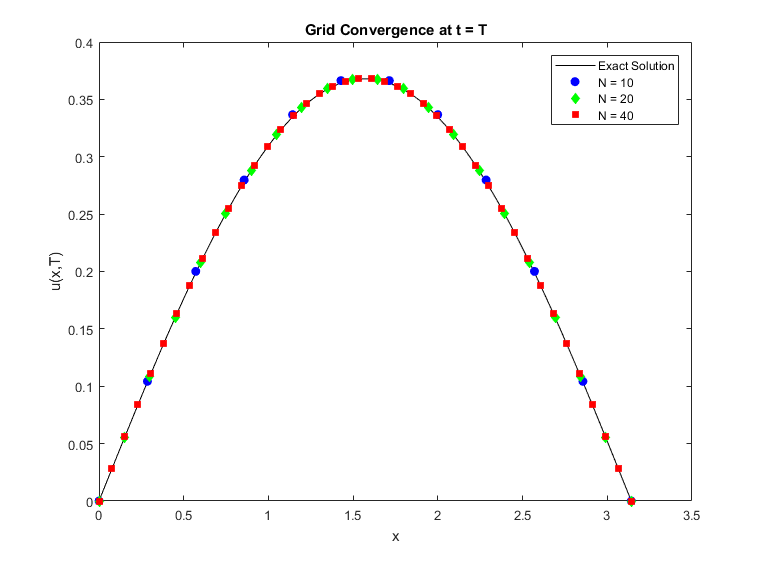 Grid Convergence at t = T
Exact Solution
N = 10
N = 20
N = 40
u(x,T)
0.4
0.35
0.3
0.25
0.2
0.15
0.1
0.05
0
0 0.5 1 1.5 2 2.5 3 3.5
x